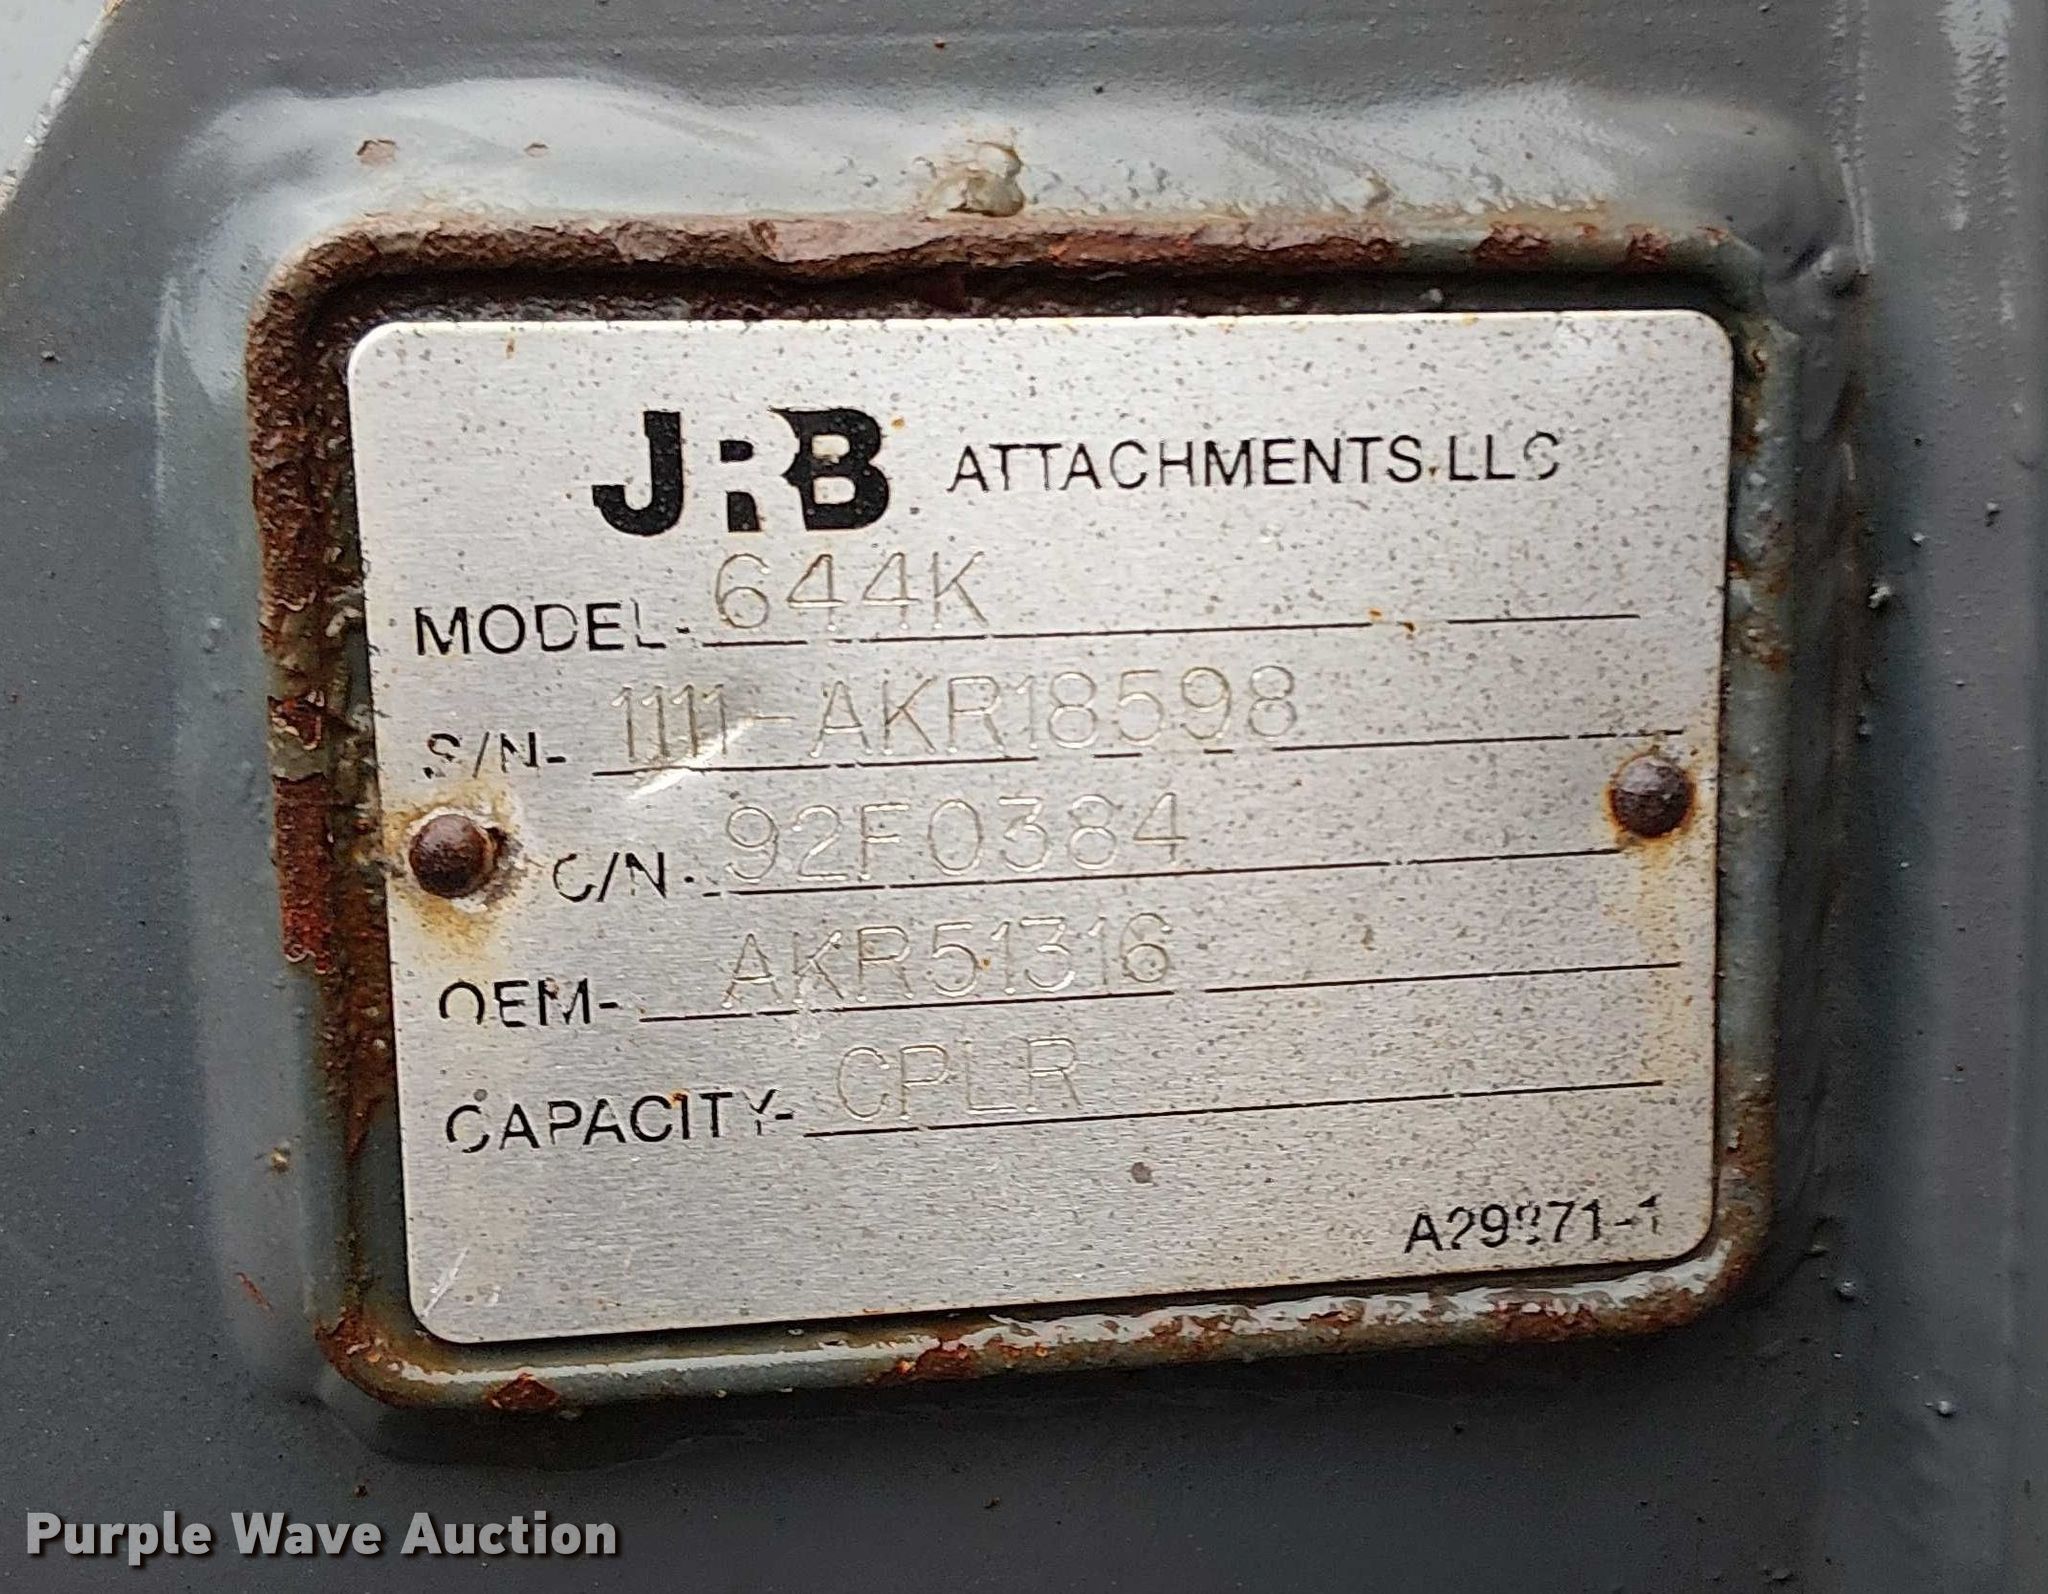 JRB ATTACHMENTS, LLC
MODEL- 644K
S/N- 1111-AKR18598
C/N- 92F0384
OEM- AKR51316
CAPACITY- CPLR
Purple Wave Auction